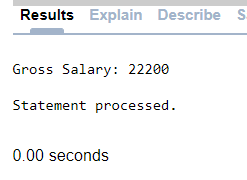 Results Explain Describe
Gross Salary: 22200
Statement processed.
0.00 seconds